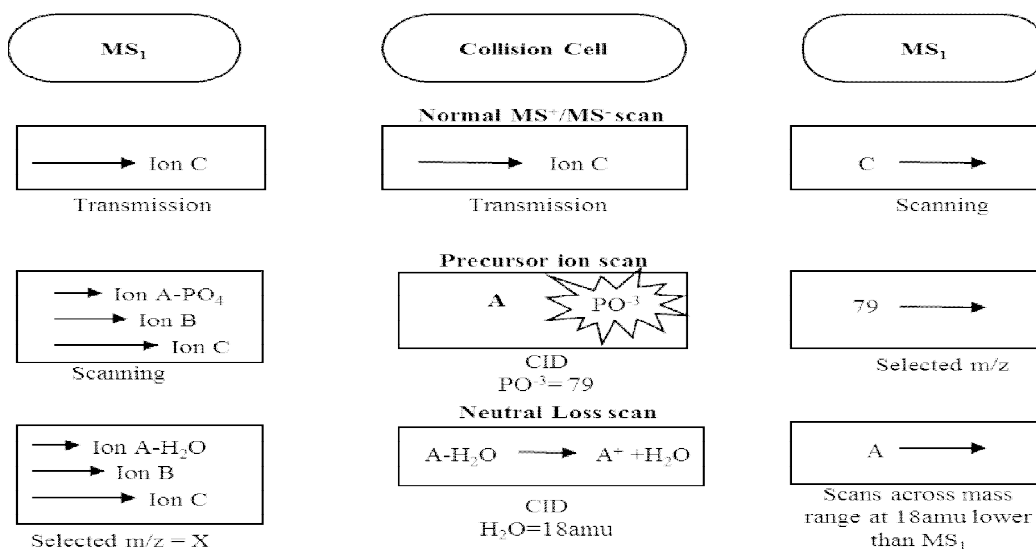 MS₁
Collision Cell
MS₁
Normal MS⁺/MS⁻ scan
Ion C
Transmission
Ion C
Transmission
C
Scanning
Precursor ion scan
Ion A-PO₄
Ion B
Ion C
Scanning
A
PO⁻³
CID
PO⁻³= 79
79
Selected m/z
Neutral Loss scan
Ion A-H₂O
Ion B
Ion C
Selected m/z = X
A-H₂O
A⁺ +H₂O
CID
H₂O=18amu
A
Scans across mass
range at 18amu lower
than MS₁